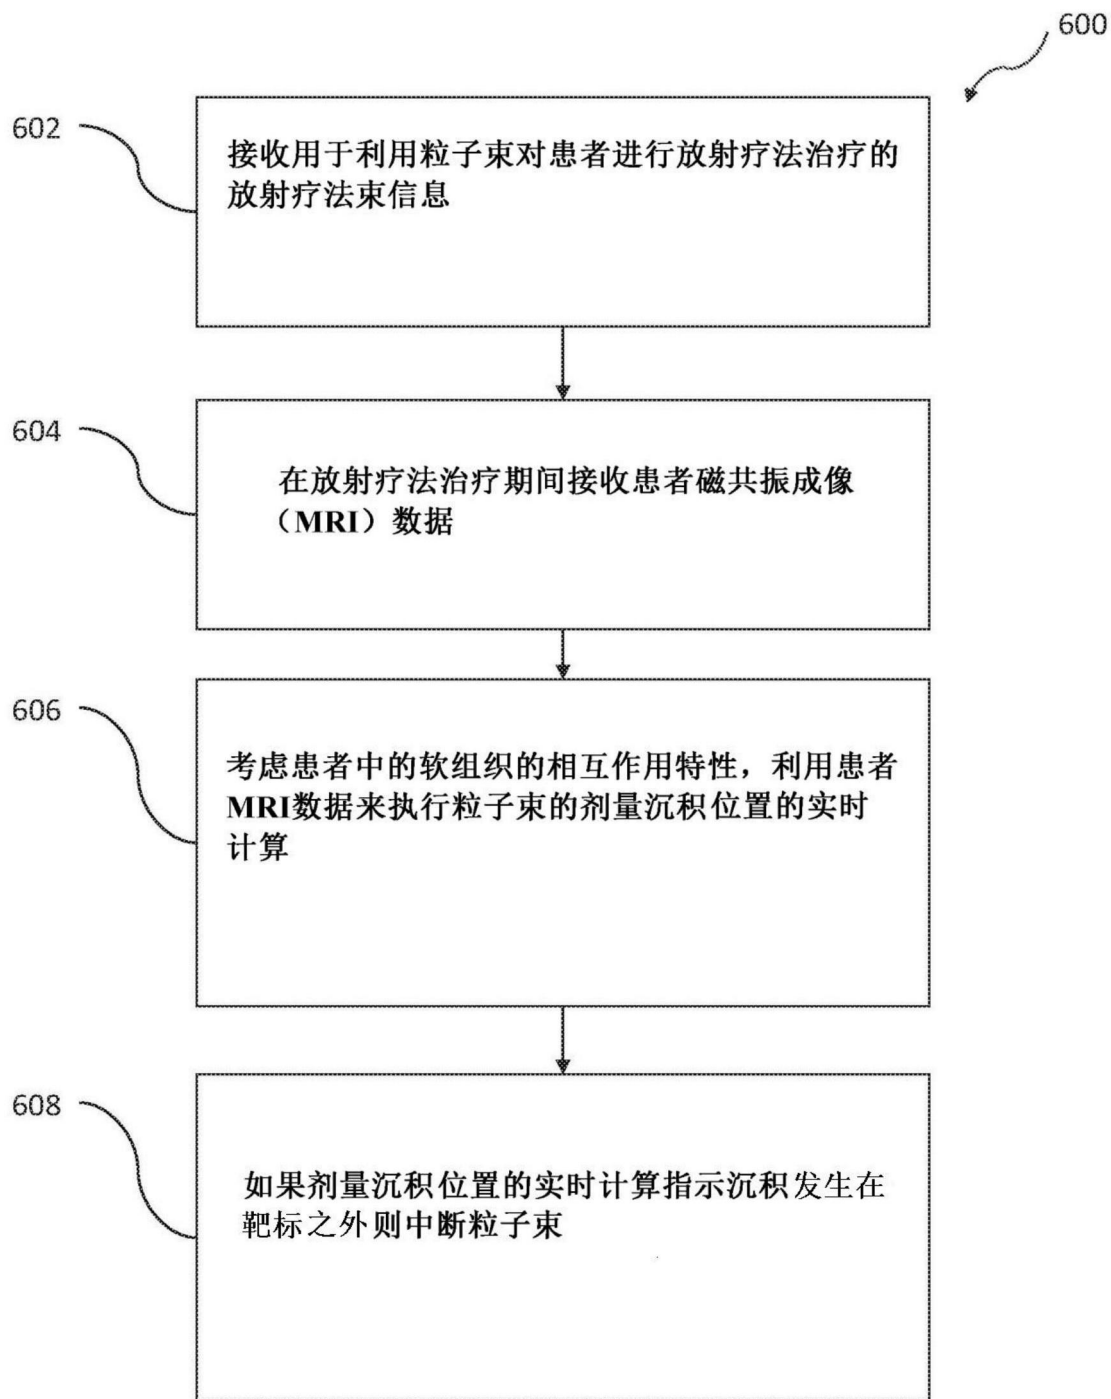 600
602
接收用于利用粒子束对患者进行放射疗法治疗的
放射疗法束信息
604
在放射疗法治疗期间接收患者磁共振成像
（MRI）数据
606
考虑患者中的软组织的相互作用特性，利用患者
MRI数据来执行粒子束的剂量沉积位置的实时
计算
608
如果剂量沉积位置的实时计算指示沉积发生在
靶标之外则中断粒子束